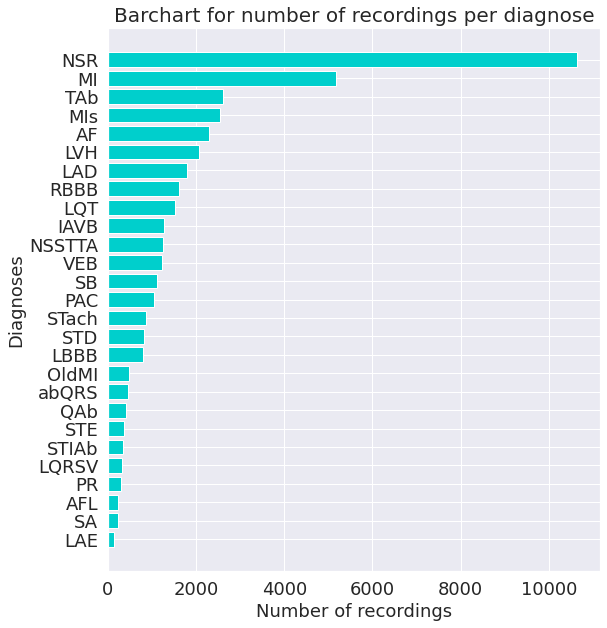 Barchart for number of recordings per diagnose
NSR
MI
TAb
MIs
AF
LVH
LAD
RBBB
LQT
IAVB
NSSTTA
VEB
SB
PAC
STach
STD
LBBB
OldMI
abQRS
QAb
STE
STIAb
LQRSV
PR
AFL
SA
LAE
Diagnoses
0 2000 4000 6000 8000 10000
Number of recordings